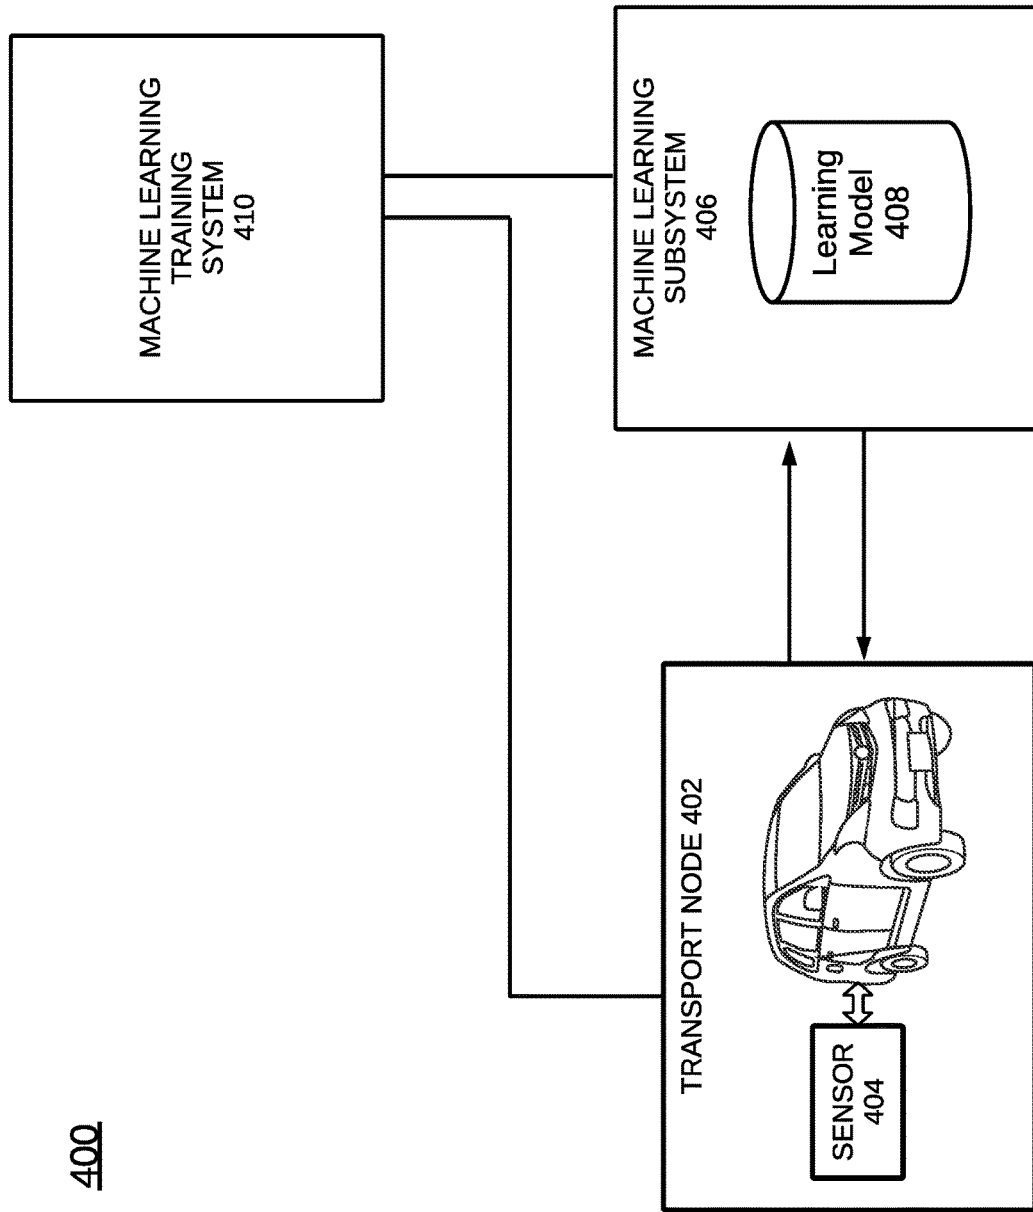 400
MACHINE LEARNING
TRAINING
SYSTEM
410
TRANSPORT NODE 402
SENSOR
404
MACHINE LEARNING
SUBSYSTEM
406
Learning
Model
408